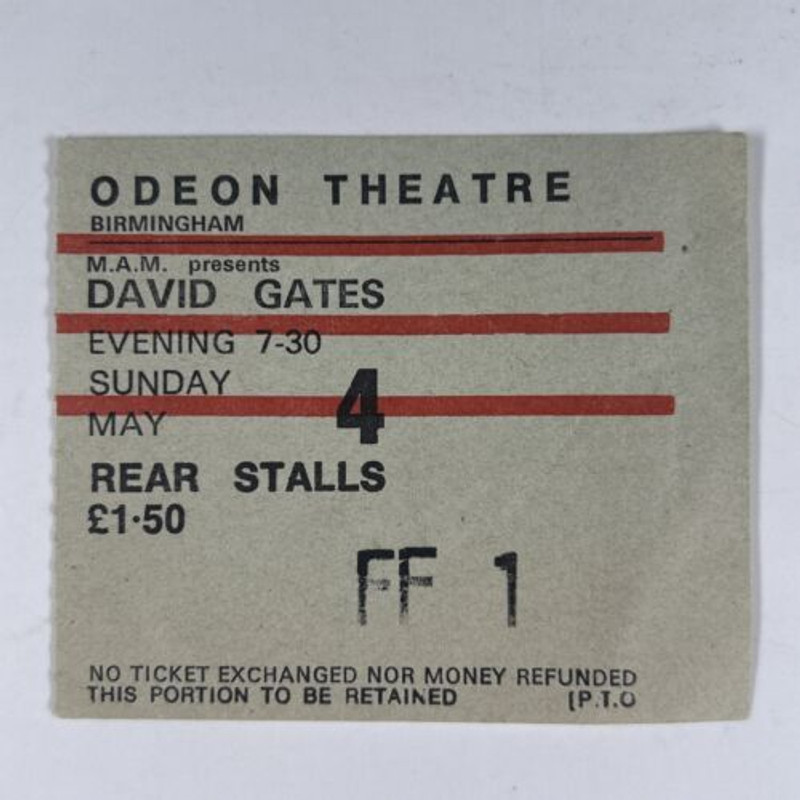 ODEON THEATRE
BIRMINGHAM
M.A.M. presents
DAVID GATES
EVENING 7-30
SUNDAY
MAY 4
REAR STALLS
£1·50
FF 1
NO TICKET EXCHANGED NOR MONEY REFUNDED
THIS PORTION TO BE RETAINED [P.T.O